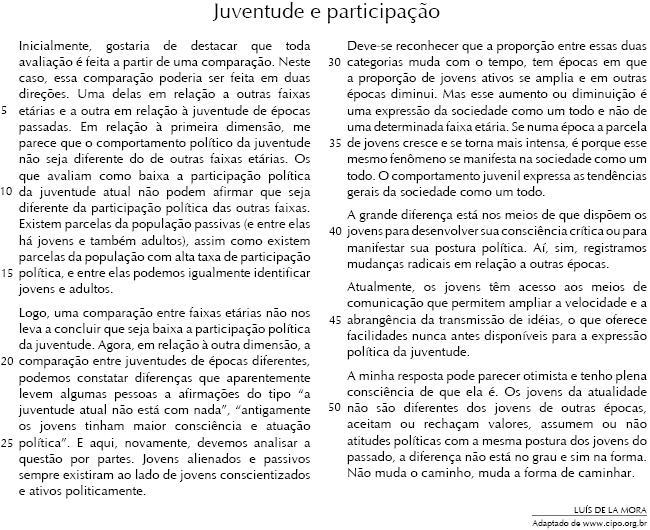 Juventude e participação
Inicialmente, gostaria de destacar que toda
avaliação é feita a partir de uma comparação. Neste
caso, essa comparação poderia ser feita em duas
direções. Uma delas em relação a outras faixas
5 etárias e a outra em relação à juventude de épocas
passadas. Em relação à primeira dimensão, me
parece que o comportamento político da juventude
não seja diferente do de outras faixas etárias. Os
que avaliam como baixa a participação política
10 da juventude atual não podem afirmar que seja
diferente da participação política das outras faixas.
Existem parcelas da população passivas (e entre elas
há jovens e também adultos), assim como existem
parcelas da população com alta taxa de participação
15 política, e entre elas podemos igualmente identificar
jovens e adultos.
Logo, uma comparação entre faixas etárias não nos
leva a concluir que seja baixa a participação política
da juventude. Agora, em relação à outra dimensão, a
20 comparação entre juventudes de épocas diferentes,
podemos constatar diferenças que aparentemente
levem algumas pessoas a afirmações do tipo “a
juventude atual não está com nada”, “antigamente
os jovens tinham maior consciência e atuação
25 política”. E aqui, novamente, devemos analisar a
questão por partes. Jovens alienados e passivos
sempre existiram ao lado de jovens conscientizados
e ativos politicamente.
Deve-se reconhecer que a proporção entre essas duas
30 categorias muda com o tempo, tem épocas em que
a proporção de jovens ativos se amplia e em outras
épocas diminui. Mas esse aumento ou diminuição é
uma expressão da sociedade como um todo e não de
uma determinada faixa etária. Se numa época a parcela
35 de jovens cresce e se torna mais intensa, é porque esse
mesmo fenômeno se manifesta na sociedade como um
todo. O comportamento juvenil expressa as tendências
gerais da sociedade como um todo.
A grande diferença está nos meios de que dispõem os
40 jovens para desenvolver sua consciência crítica ou para
manifestar sua postura política. Aí, sim, registramos
mudanças radicais em relação a outras épocas.
Atualmente, os jovens têm acesso aos meios de
comunicação que permitem ampliar a velocidade e a
45 abrangência da transmissão de idéias, o que oferece
facilidades nunca antes disponíveis para a expressão
política da juventude.
A minha resposta pode parecer otimista e tenho plena
consciência de que ela é. Os jovens da atualidade
50 não são diferentes dos jovens de outras épocas,
aceitam ou rechaçam valores, assumem ou não
atitudes políticas com a mesma postura dos jovens do
passado, a diferença não está no grau e sim na forma.
Não muda o caminho, muda a forma de caminhar.
LUÍS DE LA MORA
Adaptado de www.cipo.org.br